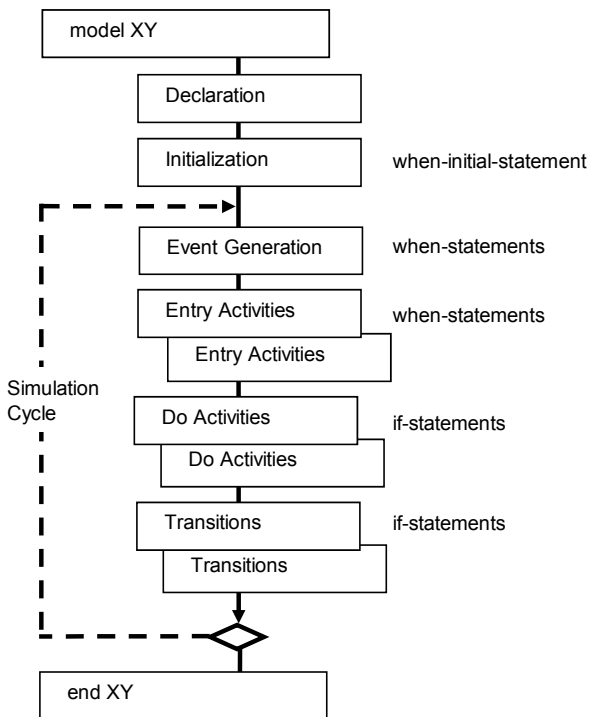 model XY
Declaration
Initialization
when-initial-statement
Event Generation
when-statements
Entry Activities
when-statements
Entry Activities
Simulation
Cycle
Do Activities
if-statements
Do Activities
Transitions
if-statements
Transitions
end XY